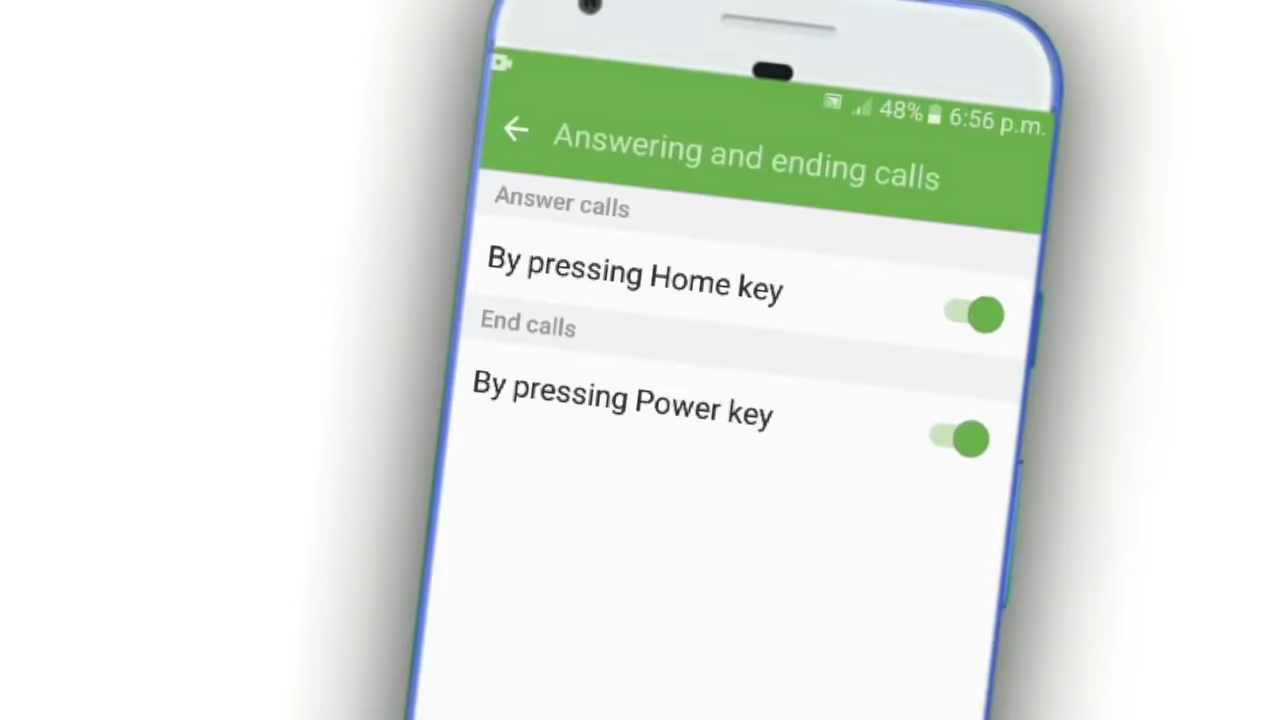 48% 6:56 p.m.
Answering and ending calls
Answer calls
By pressing Home key
End calls
By pressing Power key